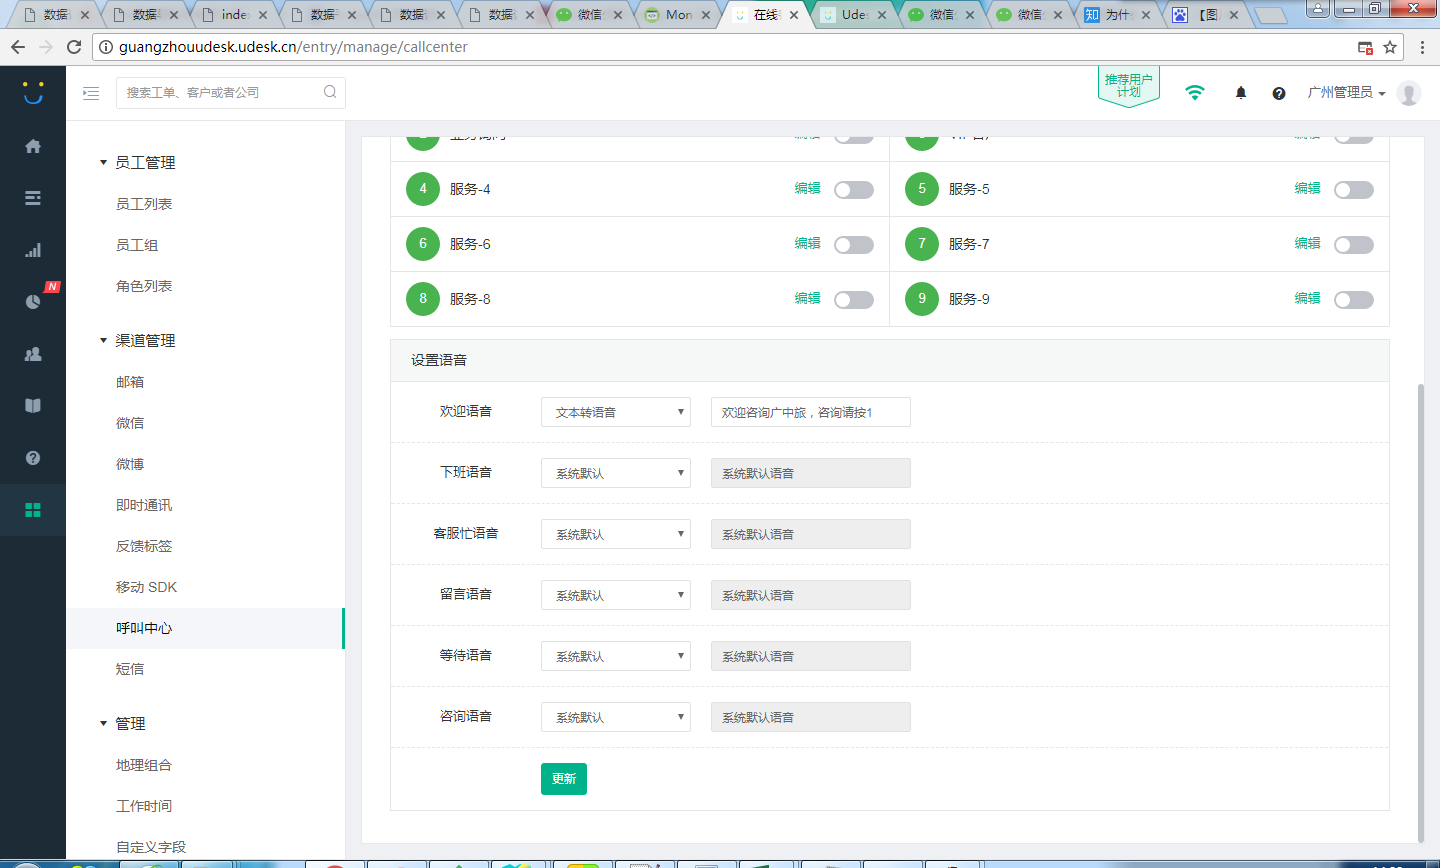 数据
数据
inde
数据
数据
数据
微信
Mon
在线
Udes
微信
微信
知 为什
【图
guangzhouudesk.udesk.cn/entry/manage/callcenter
搜索工单、客户或者公司
推荐用户
计划
广州管理员
N
员工管理
员工列表
员工组
角色列表
渠道管理
邮箱
微信
微博
即时通讯
反馈标签
移动 SDK
呼叫中心
短信
管理
地理组合
工作时间
自定义字段
4 服务-4 编辑
5 服务-5 编辑
6 服务-6 编辑
7 服务-7 编辑
8 服务-8 编辑
9 服务-9 编辑
设置语音
欢迎语音 文本转语音 欢迎咨询广中旅，咨询请按1
下班语音 系统默认 系统默认语音
客服忙语音 系统默认 系统默认语音
留言语音 系统默认 系统默认语音
等待语音 系统默认 系统默认语音
咨询语音 系统默认 系统默认语音
更新